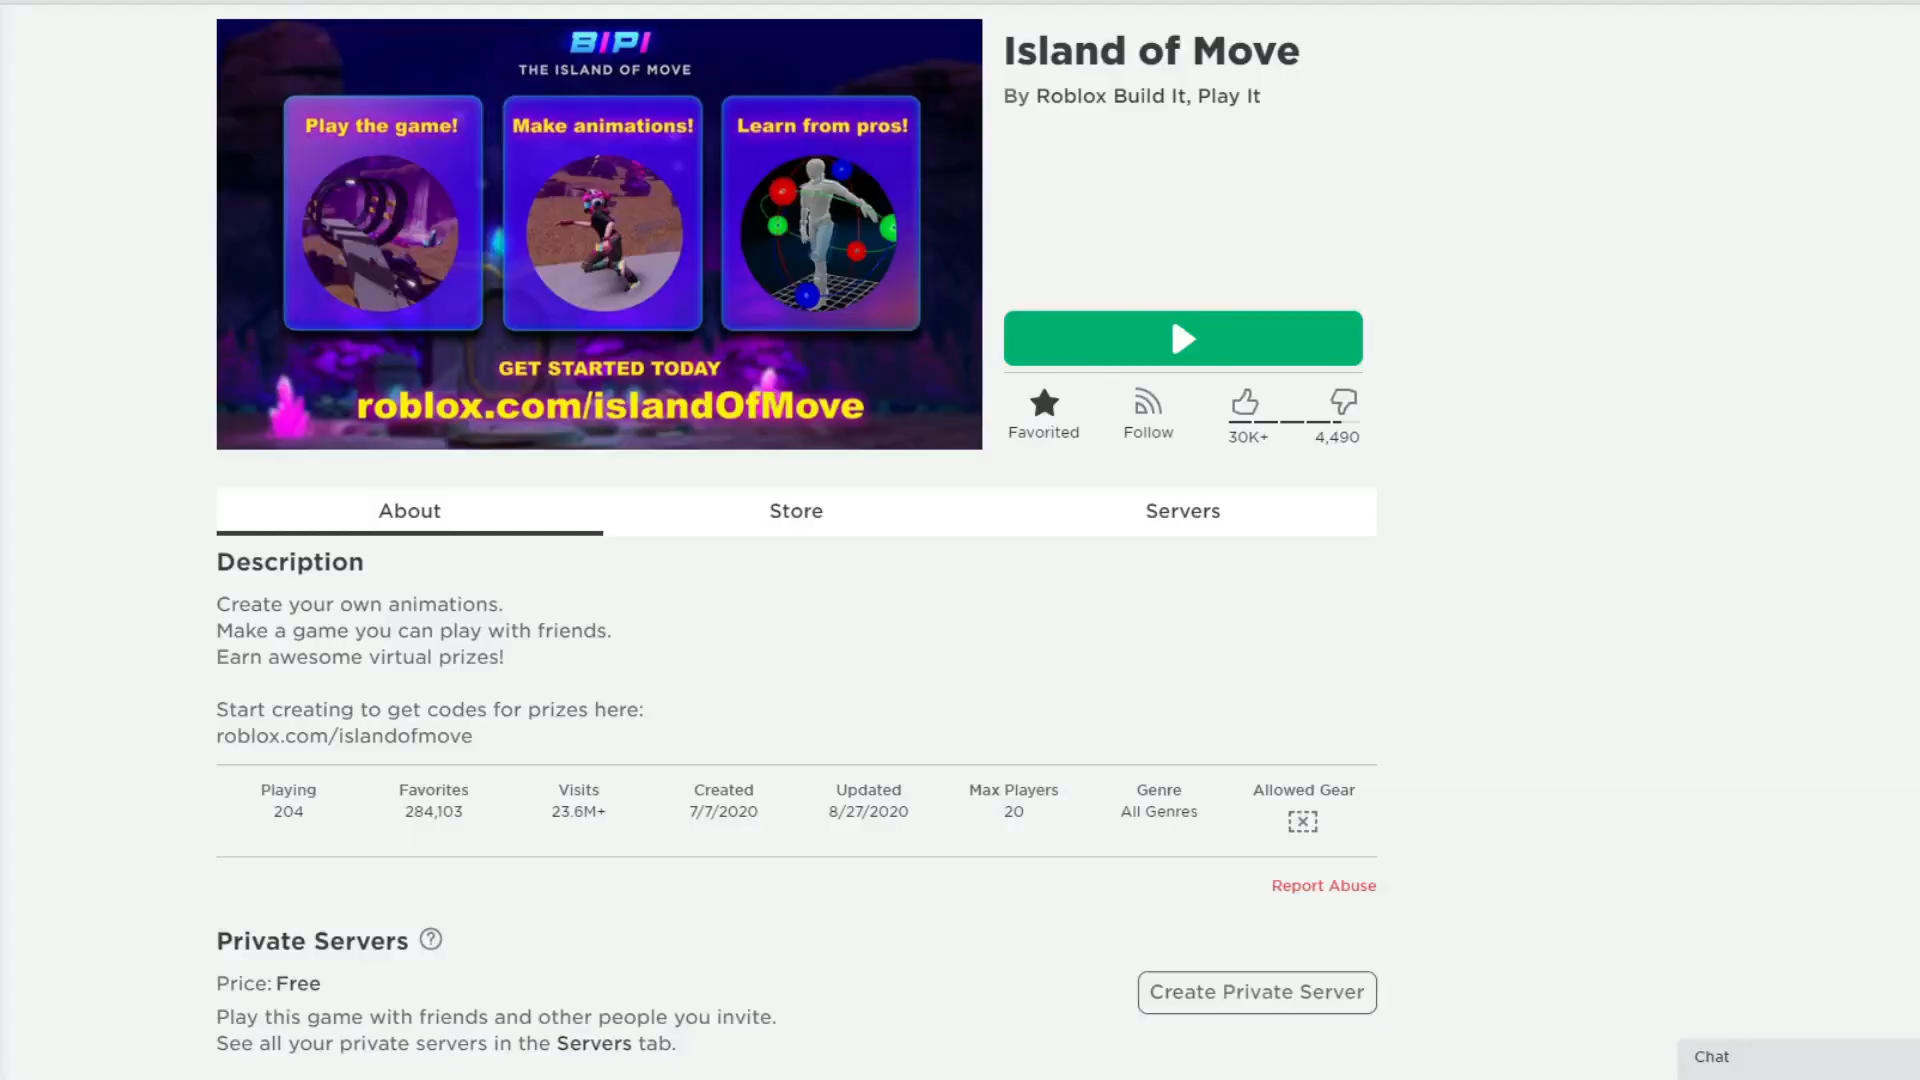 BIPI
THE ISLAND OF MOVE
Play the game!
Make animations!
Learn from pros!
GET STARTED TODAY
roblox.com/islandOfMove
Island of Move
By Roblox Build It, Play It
Favorited
Follow
30K+
4,490
About
Store
Servers
Description
Create your own animations.
Make a game you can play with friends.
Earn awesome virtual prizes!
Start creating to get codes for prizes here:
roblox.com/islandofmove
Playing
204
Favorites
284,103
Visits
23.6M+
Created
7/7/2020
Updated
8/27/2020
Max Players
20
Genre
All Genres
Allowed Gear
Report Abuse
Private Servers
Price: Free
Create Private Server
Play this game with friends and other people you invite.
See all your private servers in the Servers tab.
Chat